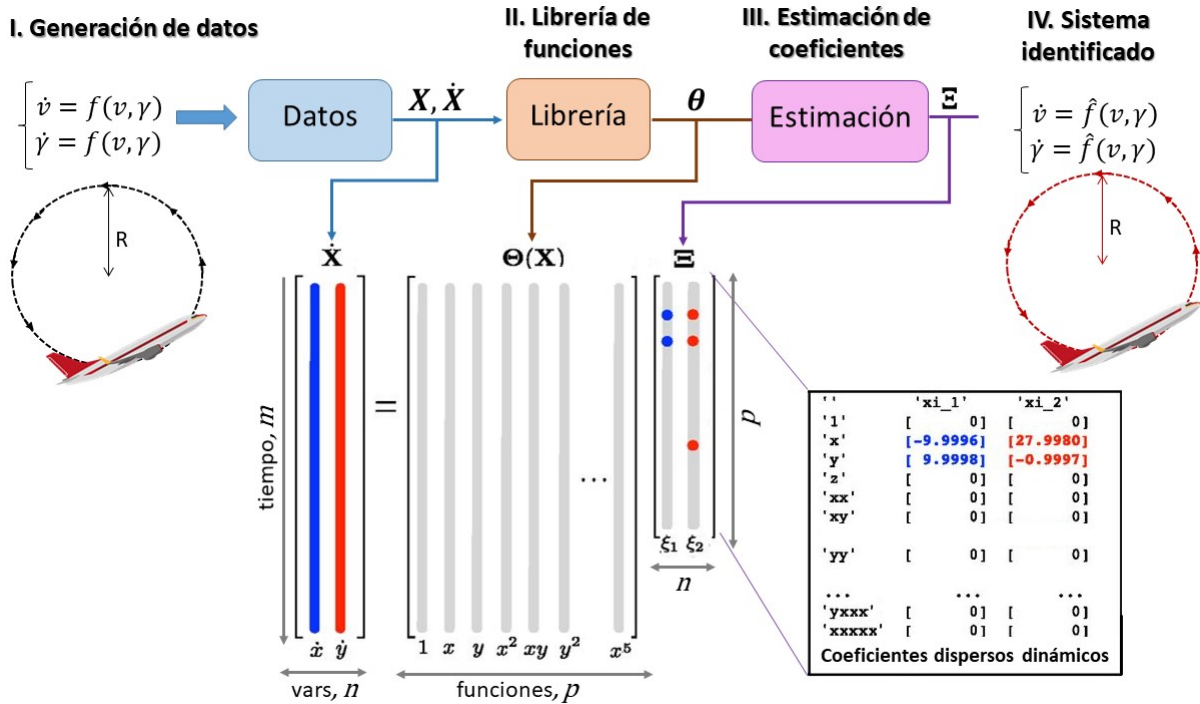 I. Generación de datos
II. Librería de
funciones
III. Estimación de
coeficientes
IV. Sistema
identificado
v̇ = f(v, γ)
γ̇ = f(v, γ)
Datos
X, Ẋ
Librería
θ
Estimación
Ξ
v̇ = f̂(v, γ)
γ̇ = f̂(v, γ)
R
R
Ẋ
Θ(X)
Ξ
tiempo, m
=
...
p
ξ1 ξ2
n
ẋ ẏ
1 x y x² xy y² x⁵
vars, n
funciones, p
'' 'xi_1' 'xi_2'
'1' [ 0] [ 0]
'x' [-9.9996] [27.9980]
'y' [ 9.9998] [-0.9997]
'z' [ 0] [ 0]
'xx' [ 0] [ 0]
'xy' [ 0] [ 0]
'yy' [ 0] [ 0]
... ... ...
'yxxx' [ 0] [ 0]
'xxxxx' [ 0] [ 0]
Coeficientes dispersos dinámicos